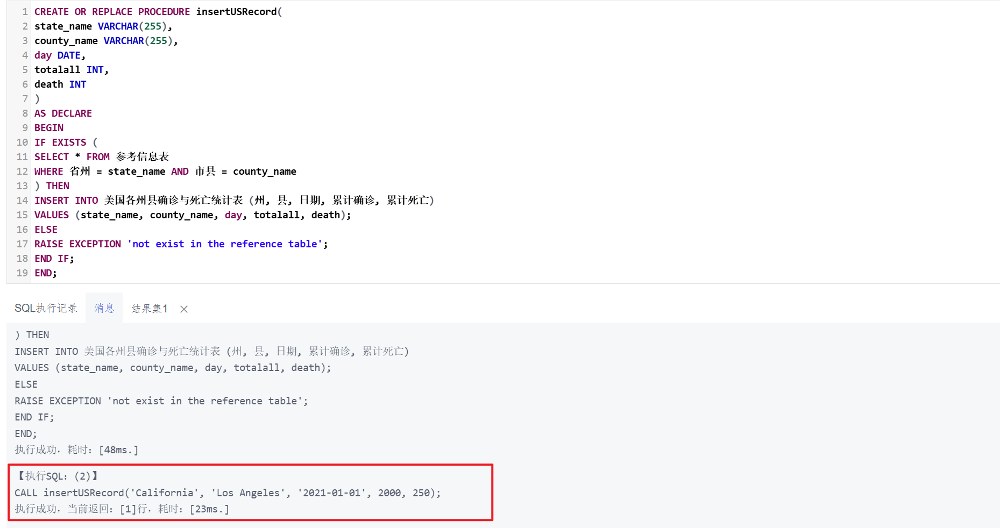 1 CREATE OR REPLACE PROCEDURE insertUSRecord(
2 state_name VARCHAR(255),
3 county_name VARCHAR(255),
4 day DATE,
5 totalall INT,
6 death INT
7 )
8 AS DECLARE
9 BEGIN
10 IF EXISTS (
11 SELECT * FROM 参考信息表
12 WHERE 省州 = state_name AND 市县 = county_name
13 ) THEN
14 INSERT INTO 美国各州县确诊与死亡统计表 (州, 县, 日期, 累计确诊, 累计死亡)
15 VALUES (state_name, county_name, day, totalall, death);
16 ELSE
17 RAISE EXCEPTION 'not exist in the reference table';
18 END IF;
19 END;
SQL执行记录 消息 结果集1 ×
) THEN
INSERT INTO 美国各州县确诊与死亡统计表 (州, 县, 日期, 累计确诊, 累计死亡)
VALUES (state_name, county_name, day, totalall, death);
ELSE
RAISE EXCEPTION 'not exist in the reference table';
END IF;
END;
执行成功，耗时：[48ms.]
【执行SQL：(2)】
CALL insertUSRecord('California', 'Los Angeles', '2021-01-01', 2000, 250);
执行成功，当前返回：[1]行，耗时：[23ms.]